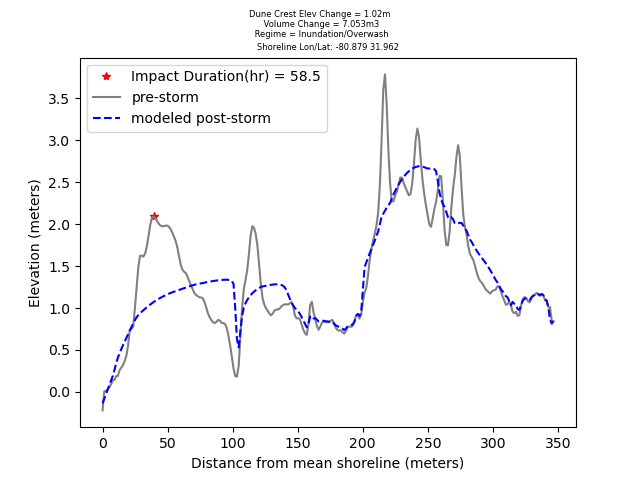 Dune Crest Elev Change = 1.02m
Volume Change = 7.053m3
Regime = Inundation/Overwash
Shoreline Lon/Lat: -80.879 31.962
Impact Duration(hr) = 58.5
pre-storm
modeled post-storm
Elevation (meters)
3.5
3.0
2.5
2.0
1.5
1.0
0.5
0.0
0 50 100 150 200 250 300 350
Distance from mean shoreline (meters)